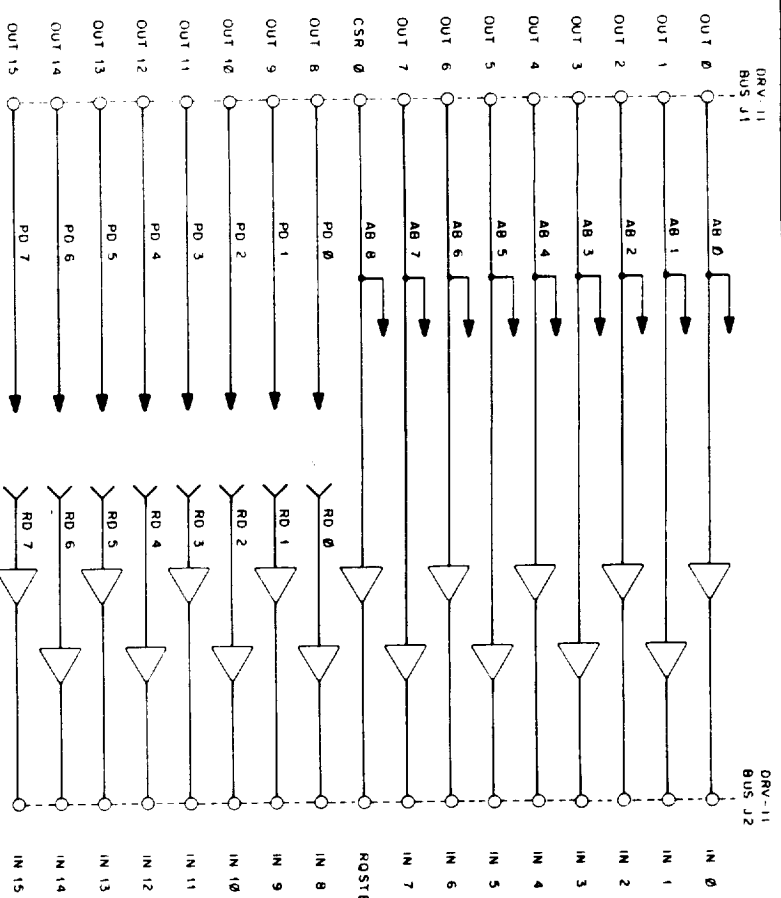 DRV-11
BUS J1
DRV-11
BUS J2
OUT 0 AB 0 IN 0
OUT 1 AB 1 IN 1
OUT 2 AB 2 IN 2
OUT 3 AB 3 IN 3
OUT 4 AB 4 IN 4
OUT 5 AB 5 IN 5
OUT 6 AB 6 IN 6
OUT 7 AB 7 IN 7
CSR 0 AB 8
OUT 8 PD 0 RD 0 IN 8
OUT 9 PD 1 RD 1 IN 9
OUT 10 PD 2 RD 2 IN 10
OUT 11 PD 3 RD 3 IN 11
OUT 12 PD 4 RD 4 IN 12
OUT 13 PD 5 RD 5 IN 13
OUT 14 PD 6 RD 6 IN 14
OUT 15 PD 7 RD 7 IN 15